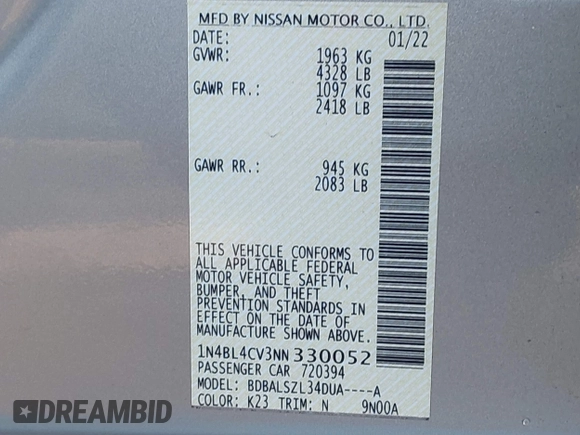 MFD BY NISSAN MOTOR CO., LTD.
DATE: 01/22
GVWR: 1963 KG
4328 LB
GAWR FR.: 1097 KG
2418 LB
GAWR RR.: 945 KG
2083 LB
THIS VEHICLE CONFORMS TO
ALL APPLICABLE FEDERAL
MOTOR VEHICLE SAFETY,
BUMPER, AND THEFT
PREVENTION STANDARDS IN
EFFECT ON THE DATE OF
MANUFACTURE SHOWN ABOVE.
1N4BL4CV3NN330052
PASSENGER CAR 720394
MODEL: BDBALSZL34DUA----A
COLOR: K23 TRIM: N 9N00A
DREAMBID